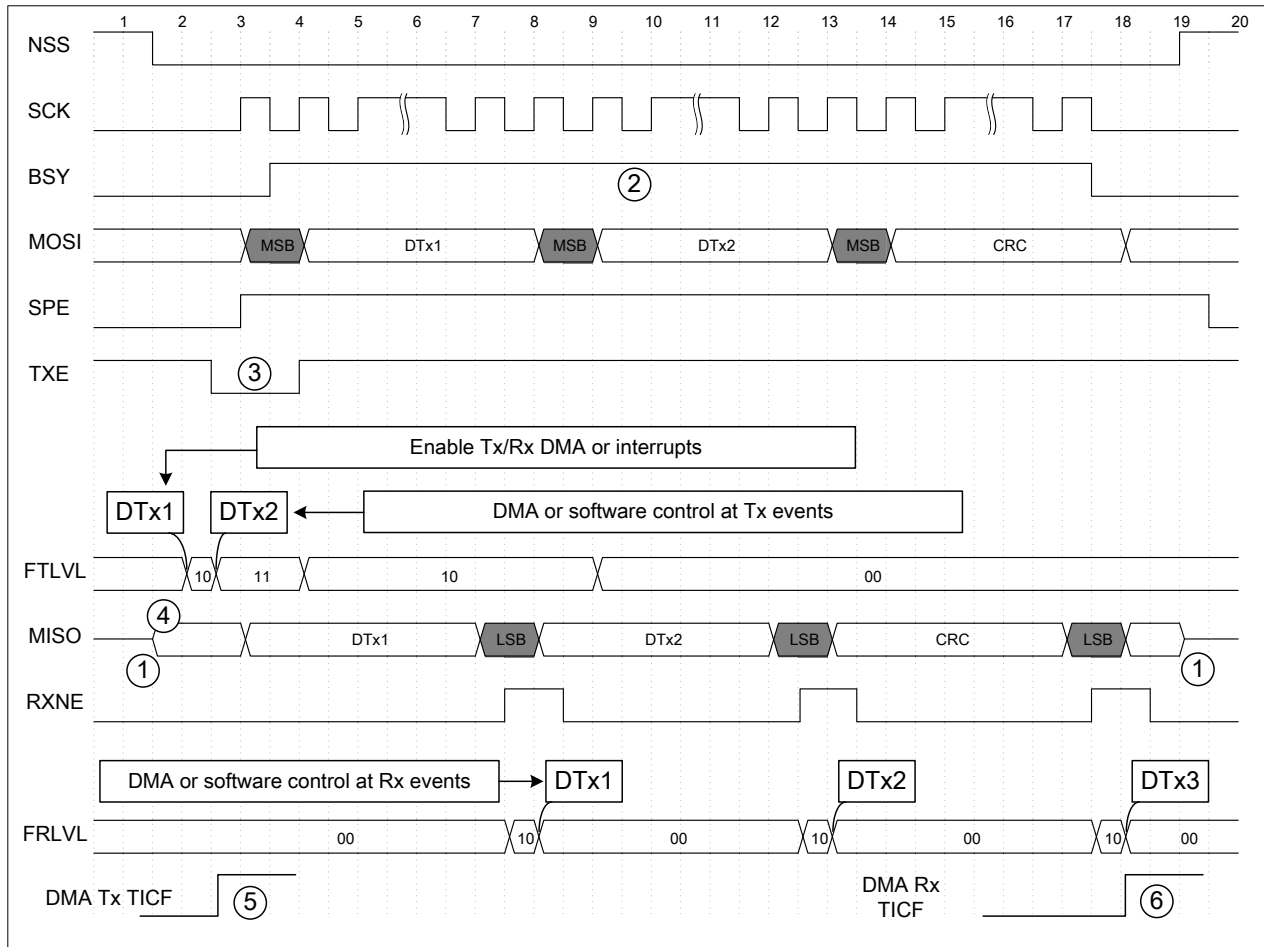 1 2 3 4 5 6 7 8 9 10 11 12 13 14 15 16 17 18 19 20
NSS
SCK
BSY
2
MOSI
MSB DTx1 MSB DTx2 MSB CRC
SPE
TXE
3
Enable Tx/Rx DMA or interrupts
DTx1 DTx2
DMA or software control at Tx events
FTLVL
10 11 10 00
4
MISO
DTx1 LSB DTx2 LSB CRC LSB
1 1
RXNE
DMA or software control at Rx events
DTx1 DTx2 DTx3
FRLVL
00 10 00 10 00 10 00
DMA Tx TICF
5
DMA Rx
TICF
6